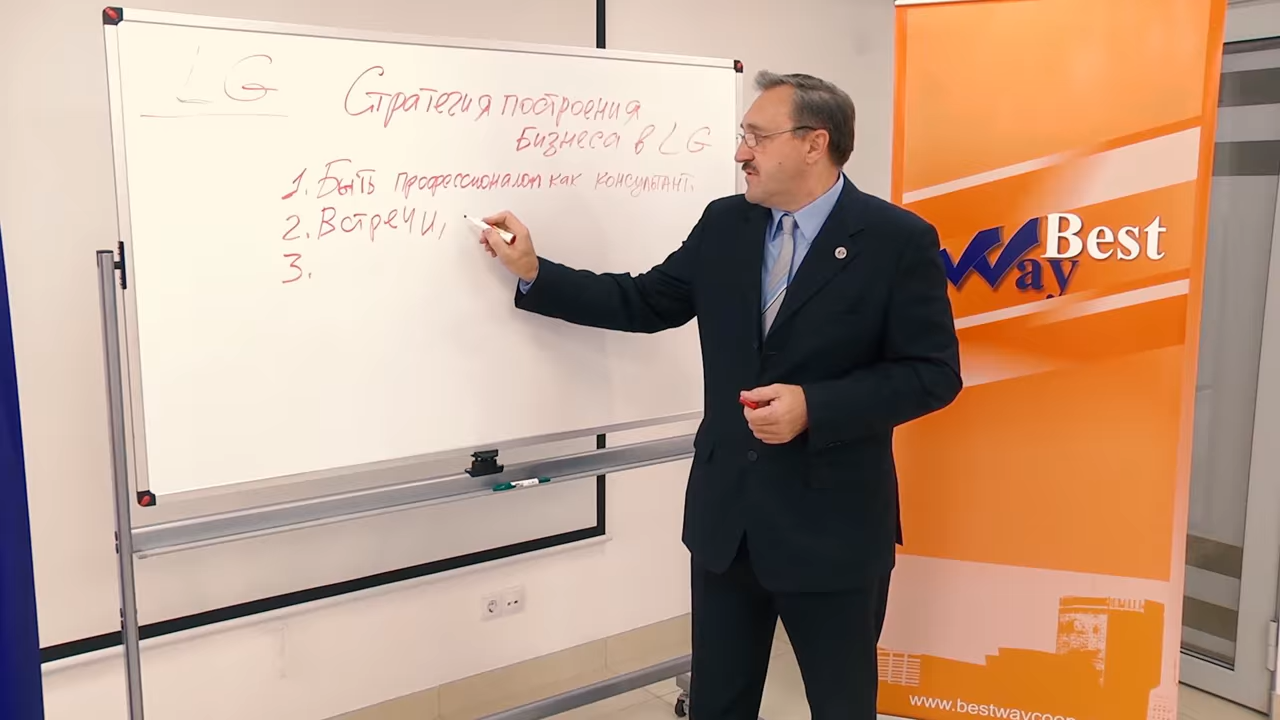 LG
Стратегия построения
бизнеса в LG
1. Быть профессионалом как консультант.
2. Встречи,
3.
Best
Way
www.bestwaycoop